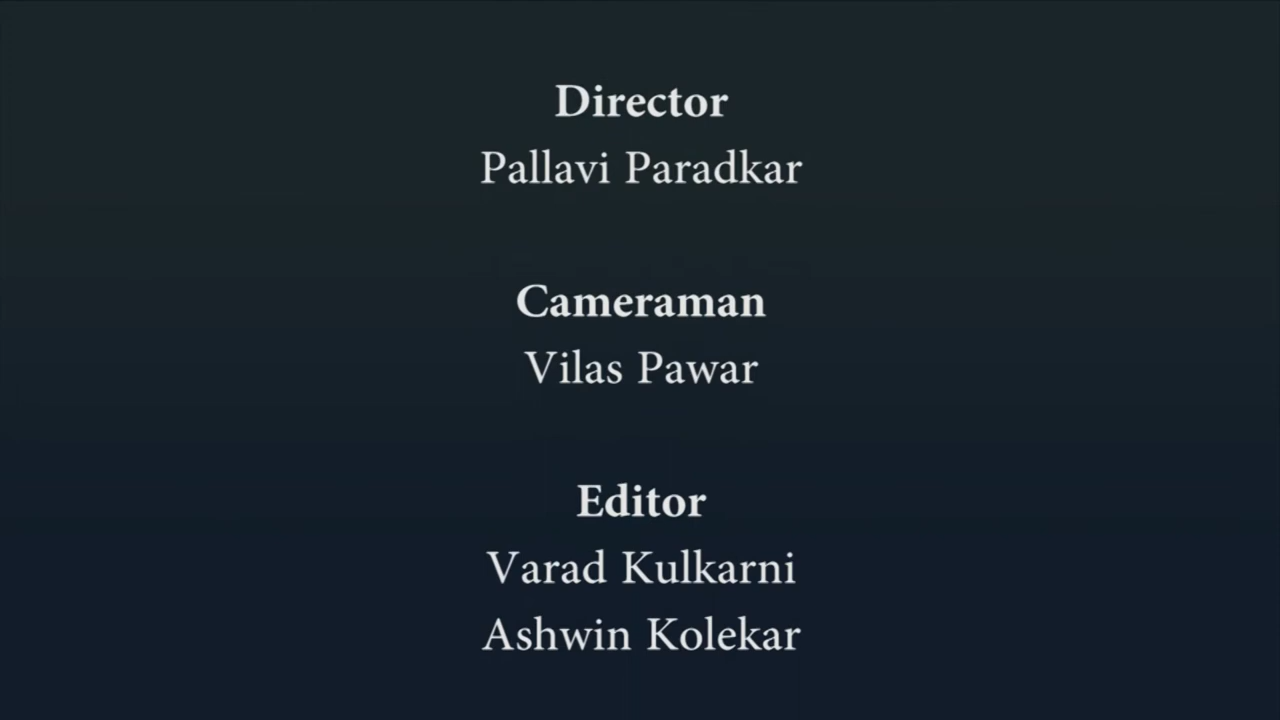 Director
Pallavi Paradkar
Cameraman
Vilas Pawar
Editor
Varad Kulkarni
Ashwin Kolekar